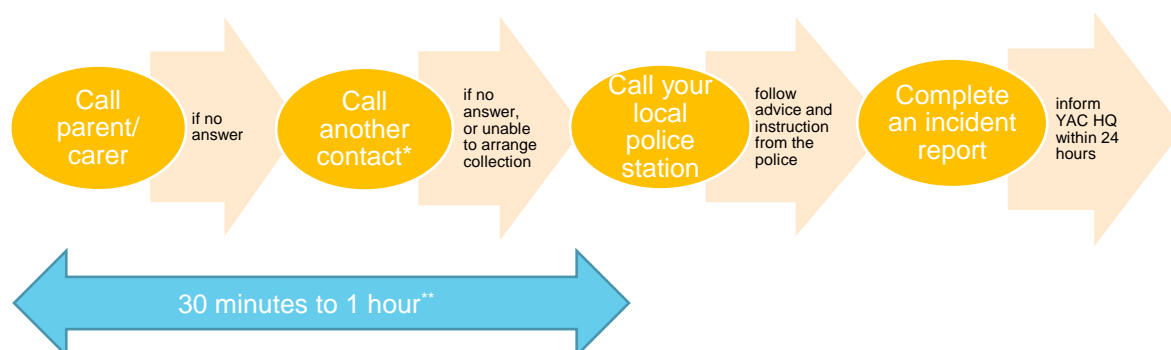 Call
parent/
carer
if no
answer
Call
another
contact*
if no
answer,
or unable
to arrange
collection
Call your
local
police
station
follow
advice and
instruction
from the
police
Complete
an incident
report
inform
YAC HQ
within 24
hours
30 minutes to 1 hour**